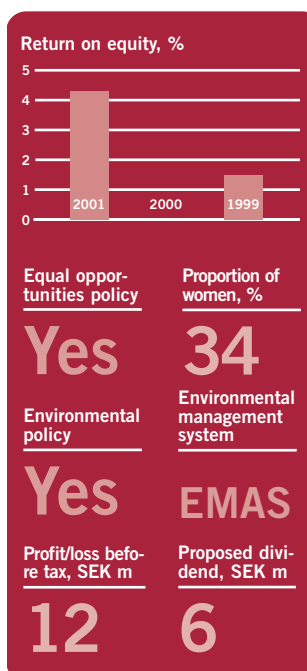 Return on equity, %
5
4
3
2
1
0
2001 2000 1999
Equal oppor-
tunities policy
Yes
Proportion of
women, %
34
Environmental
policy
Yes
Environmental
management
system
EMAS
Profit/loss befo-
re tax, SEK m
12
Proposed divi-
dend, SEK m
6